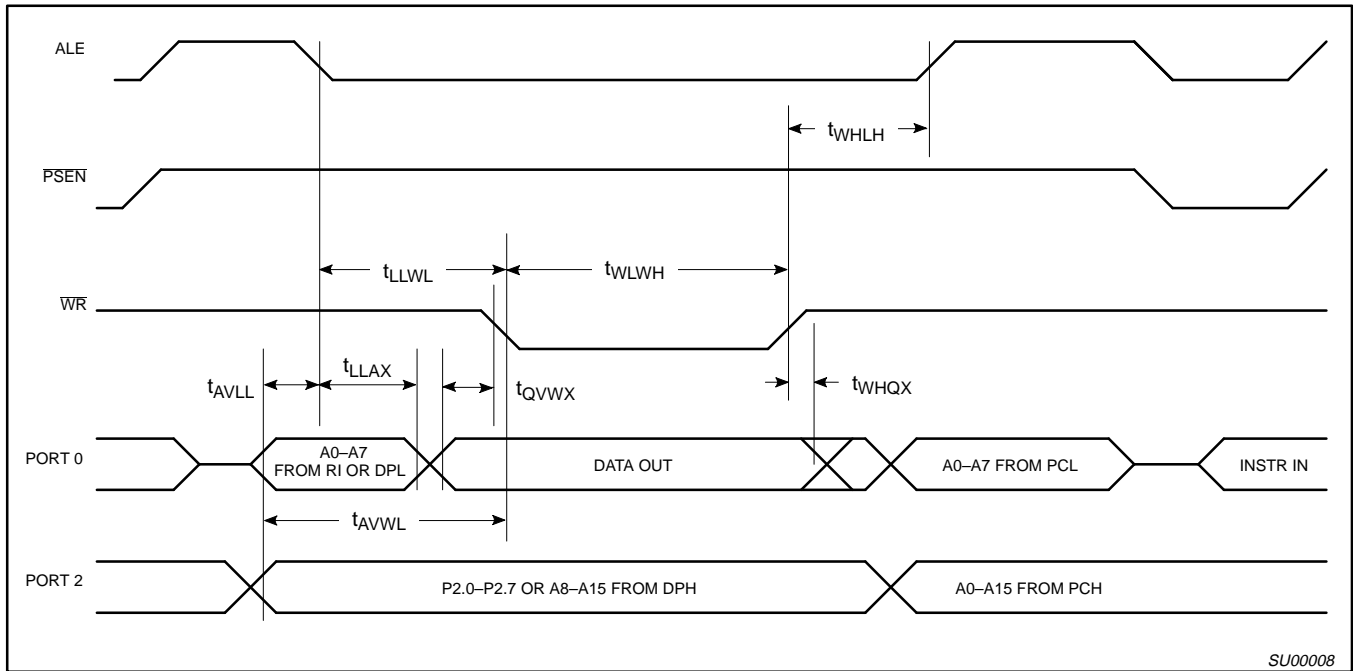 ALE
tWHLH
PSEN
tLLWL
tWLWH
WR
tAVLL
tLLAX
tQVWX
tWHQX
PORT 0
A0–A7
FROM RI OR DPL
DATA OUT
A0–A7 FROM PCL
INSTR IN
tAVWL
PORT 2
P2.0–P2.7 OR A8–A15 FROM DPH
A0–A15 FROM PCH
SU00008